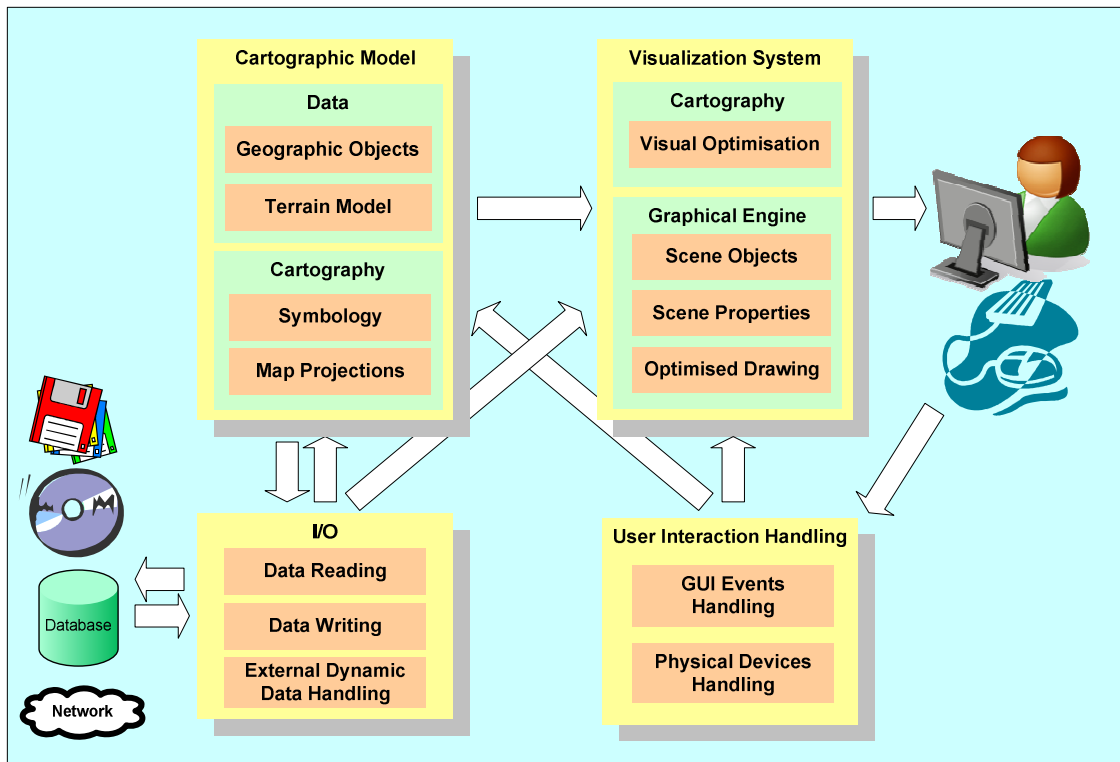 Cartographic Model
Data
Geographic Objects
Terrain Model
Cartography
Symbology
Map Projections
Visualization System
Cartography
Visual Optimisation
Graphical Engine
Scene Objects
Scene Properties
Optimised Drawing
I/O
Data Reading
Data Writing
External Dynamic
Data Handling
User Interaction Handling
GUI Events
Handling
Physical Devices
Handling
Database
Network